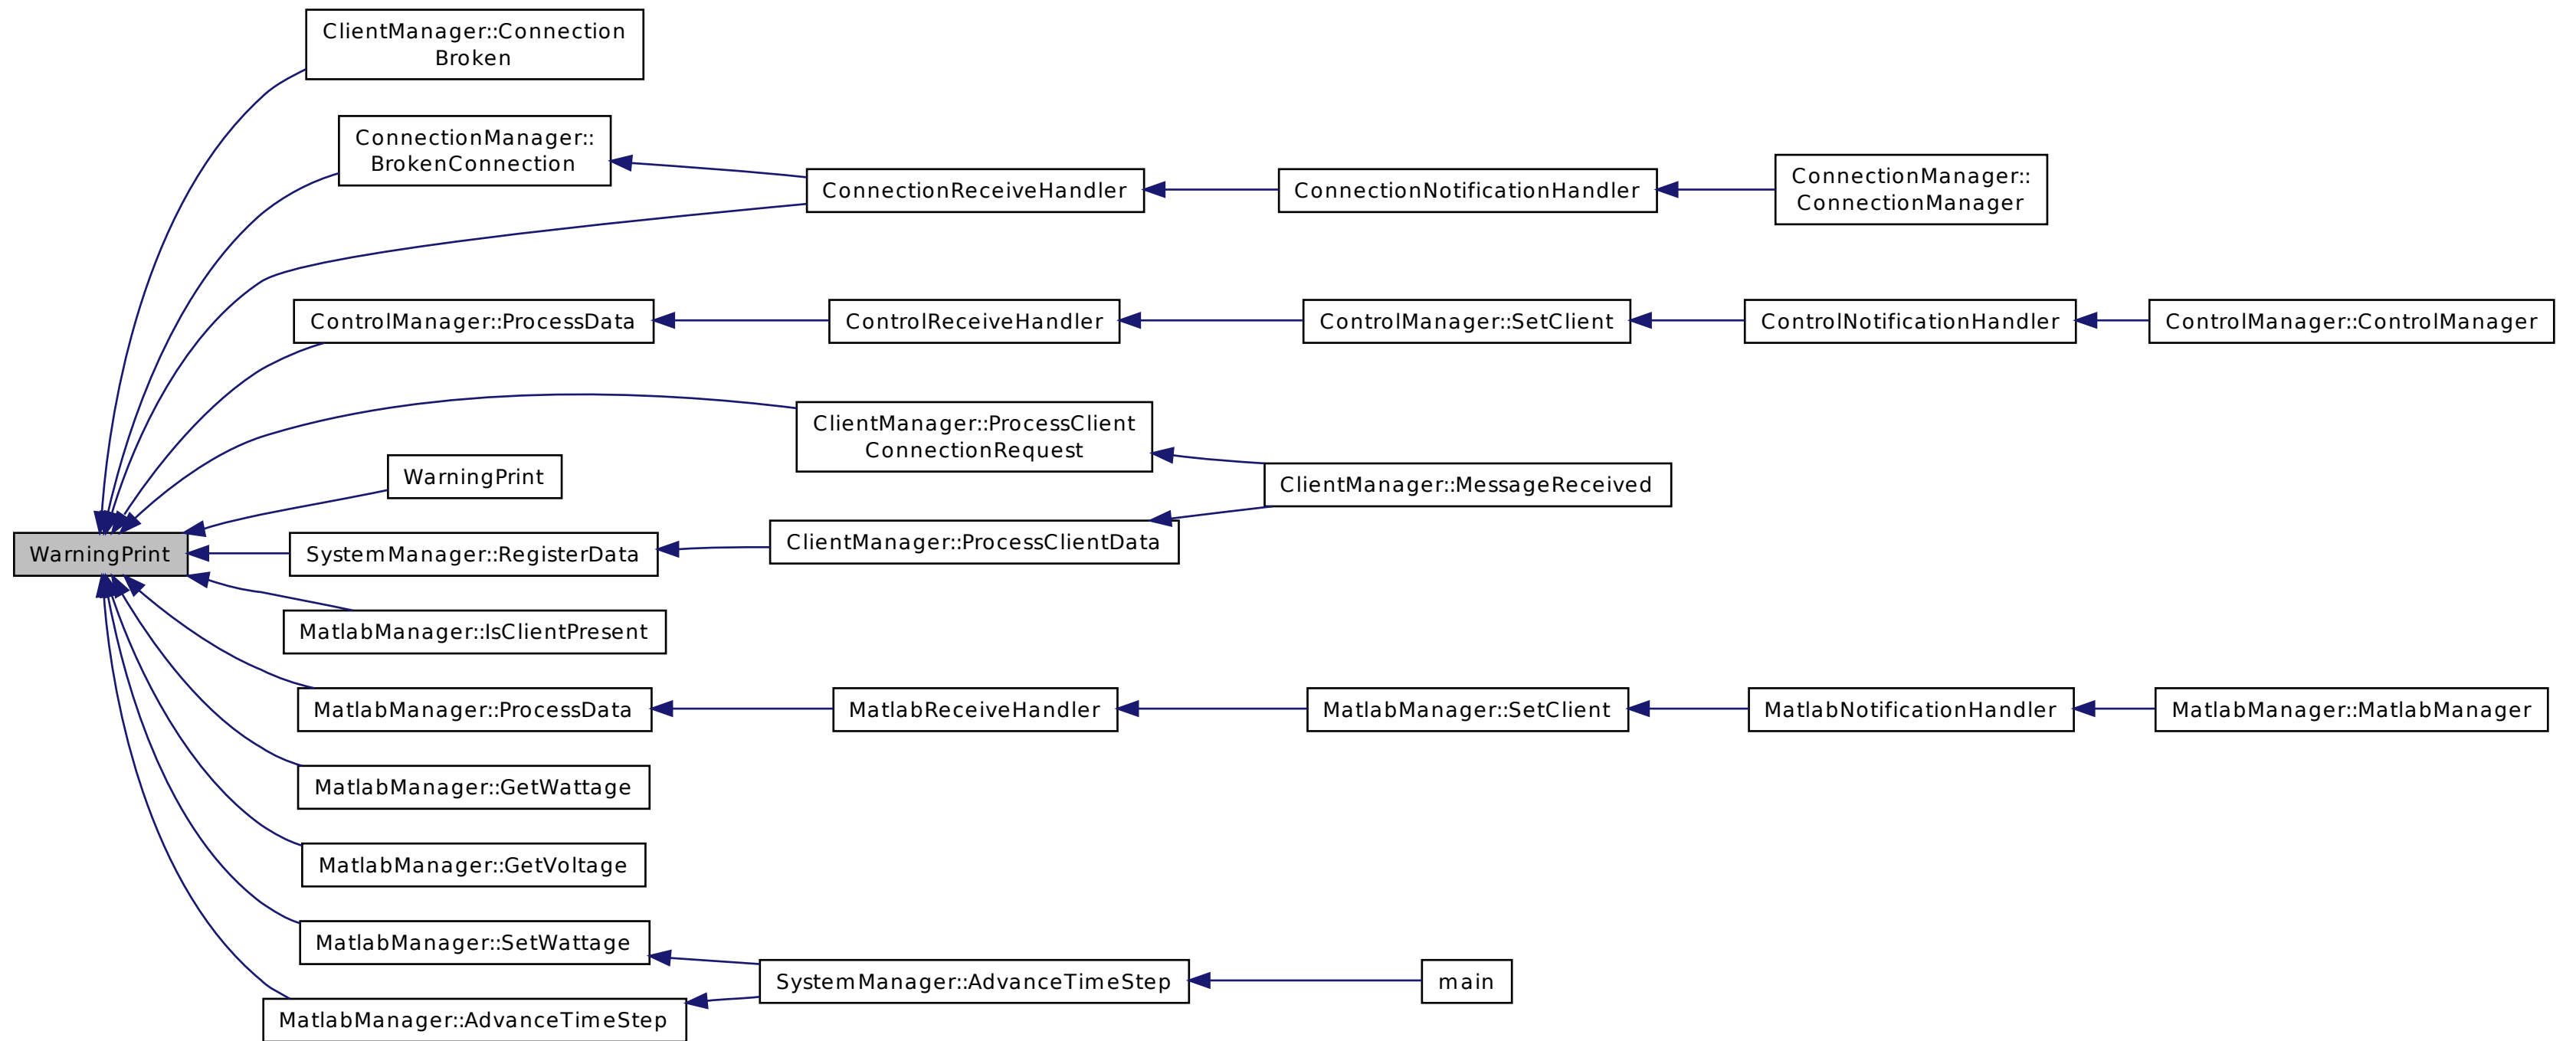 ClientManager::Connection
Broken
ConnectionManager::
BrokenConnection
ConnectionReceiveHandler
ConnectionNotificationHandler
ConnectionManager::
ConnectionManager
ControlManager::ProcessData
ControlReceiveHandler
ControlManager::SetClient
ControlNotificationHandler
ControlManager::ControlManager
ClientManager::ProcessClient
ConnectionRequest
WarningPrint
ClientManager::MessageReceived
WarningPrint
SystemManager::RegisterData
ClientManager::ProcessClientData
MatlabManager::IsClientPresent
MatlabManager::ProcessData
MatlabReceiveHandler
MatlabManager::SetClient
MatlabNotificationHandler
MatlabManager::MatlabManager
MatlabManager::GetWattage
MatlabManager::GetVoltage
MatlabManager::SetWattage
SystemManager::AdvanceTimeStep
main
MatlabManager::AdvanceTimeStep